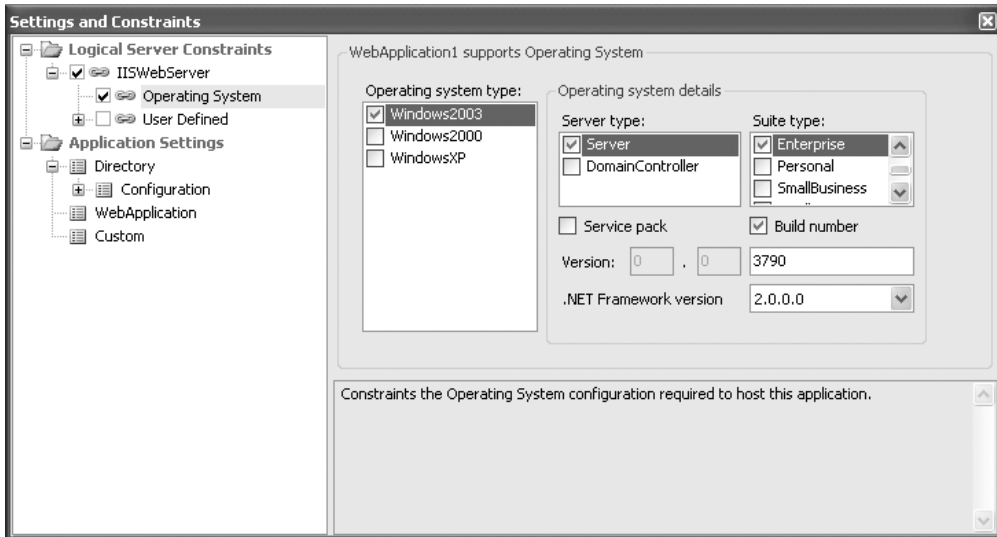 Settings and Constraints
Logical Server Constraints
IISWebServer
Operating System
User Defined
Application Settings
Directory
Configuration
WebApplication
Custom
WebApplication1 supports Operating System
Operating system type:
Windows2003
Windows2000
WindowsXP
Operating system details
Server type:
Server
DomainController
Suite type:
Enterprise
Personal
SmallBusiness
Service pack
Build number
Version: 0 . 0
3790
.NET Framework version
2.0.0.0
Constraints the Operating System configuration required to host this application.